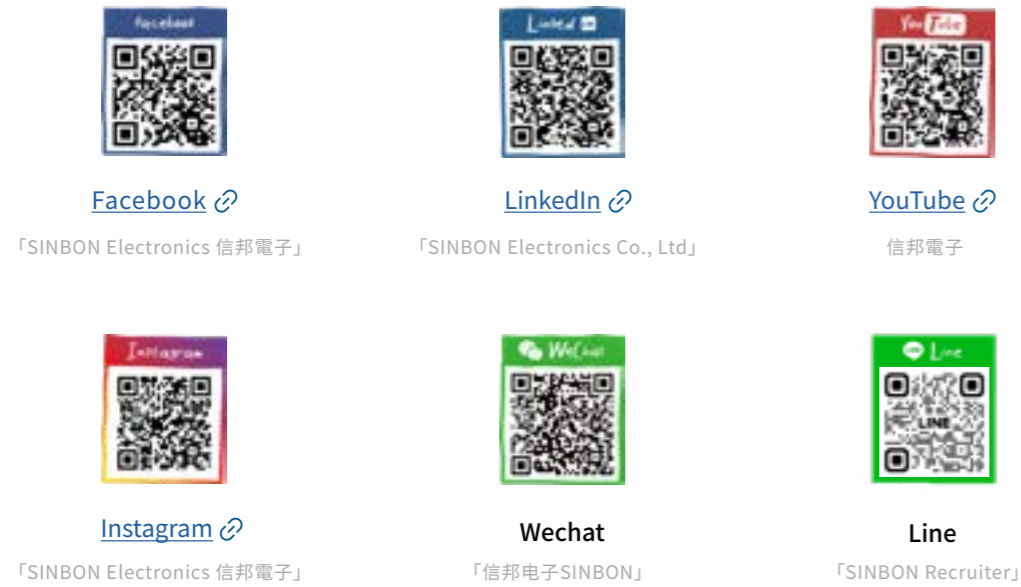 facebook
Linked in
YouTube
Facebook
LinkedIn
YouTube
「SINBON Electronics 信邦電子」
「SINBON Electronics Co., Ltd」
信邦電子
Instagram
WeChat
Line
LINE
Instagram
Wechat
Line
「SINBON Electronics 信邦電子」
「信邦电子SINBON」
「SINBON Recruiter」